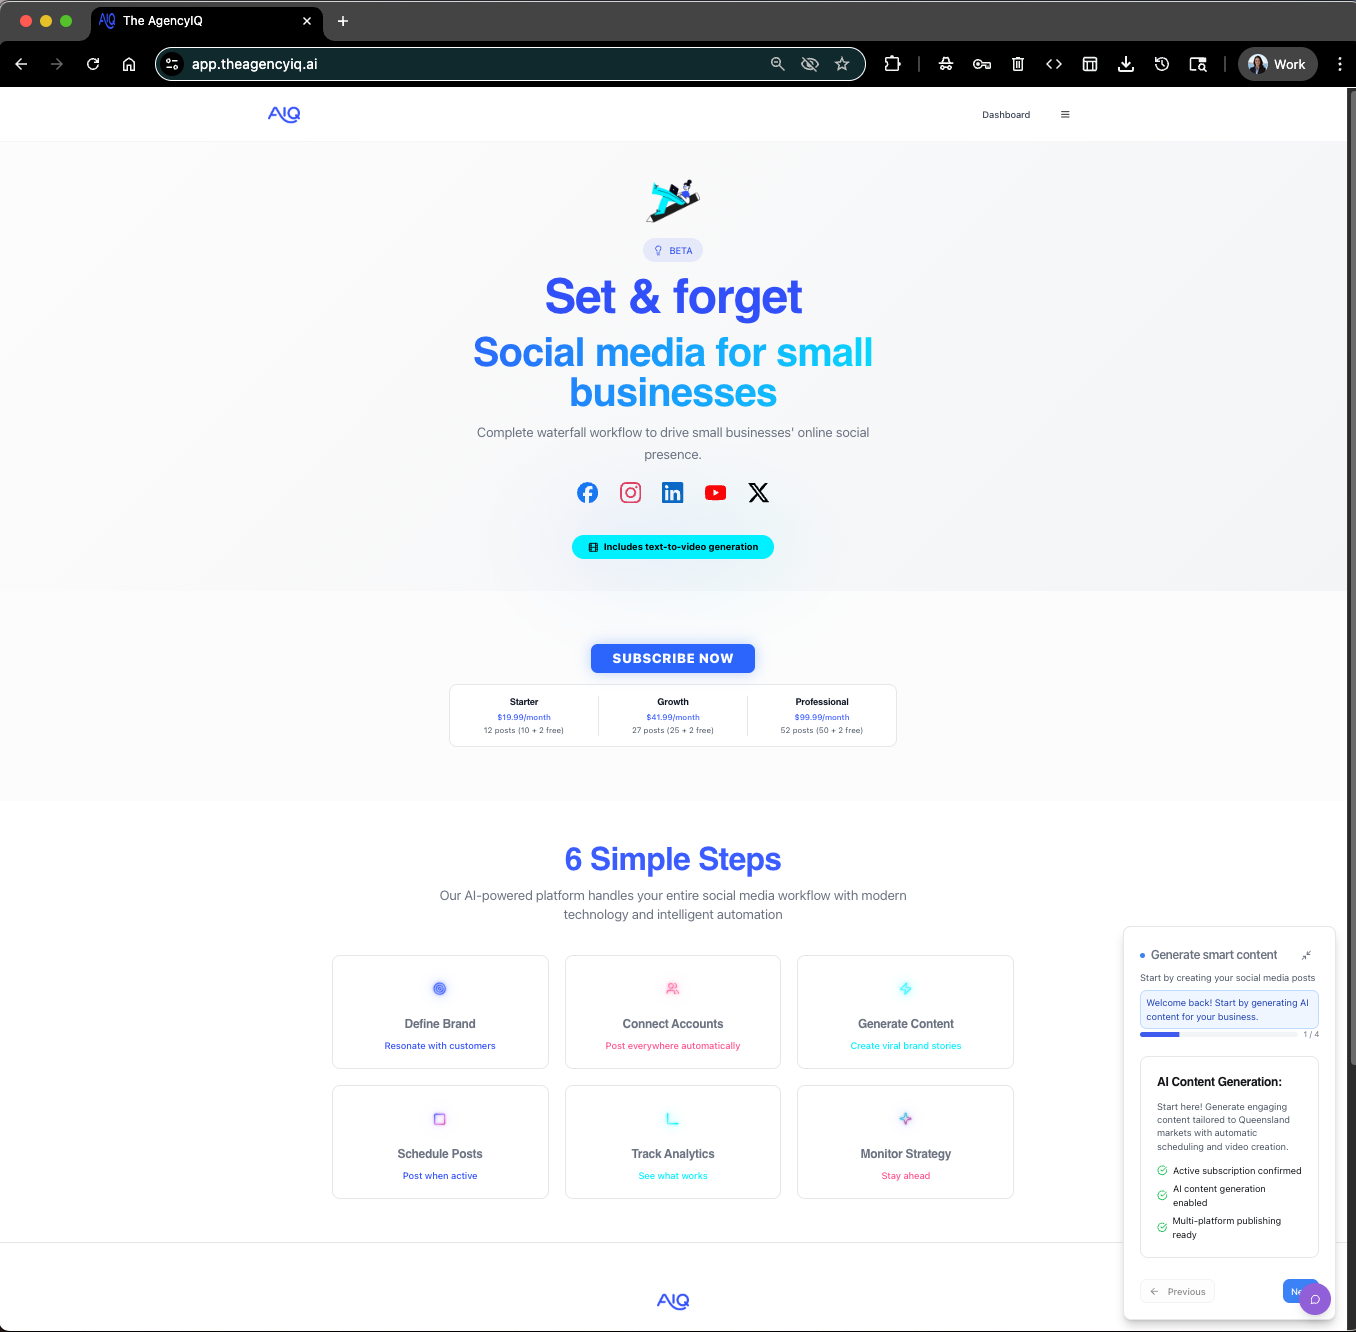 The AgencyIQ
app.theagencyiq.ai
Work
AIQ
Dashboard
BETA
Set & forget
Social media for small
businesses
Complete waterfall workflow to drive small businesses' online social
presence.
Includes text-to-video generation
SUBSCRIBE NOW
Starter
$19.99/month
12 posts (10 + 2 free)
Growth
$41.99/month
27 posts (25 + 2 free)
Professional
$99.99/month
52 posts (50 + 2 free)
6 Simple Steps
Our AI-powered platform handles your entire social media workflow with modern
technology and intelligent automation
Define Brand
Resonate with customers
Connect Accounts
Post everywhere automatically
Generate Content
Create viral brand stories
Schedule Posts
Post when active
Track Analytics
See what works
Monitor Strategy
Stay ahead
Generate smart content
Start by creating your social media posts
Welcome back! Start by generating AI
content for your business.
1 / 4
AI Content Generation:
Start here! Generate engaging
content tailored to Queensland
markets with automatic
scheduling and video creation.
Active subscription confirmed
AI content generation
enabled
Multi-platform publishing
ready
Previous
AIQ